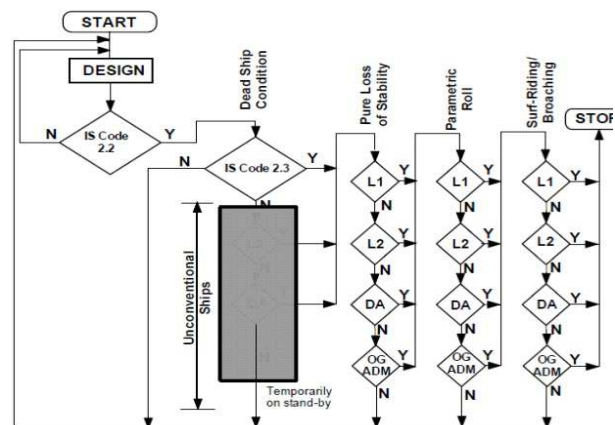 START
DESIGN
IS Code
2.2
N
Y
Dead Ship
Condition
IS Code 2.3
N
Y
N
Unconventional
Ships
Temporarily
on stand-by
Pure Loss
of Stability
L1
Y
N
L2
Y
N
DA
Y
N
OG
ADM
Y
N
Parametric
Roll
L1
Y
N
L2
Y
N
DA
Y
N
OG
ADM
Y
N
Surf-Riding/
Broaching
L1
Y
N
L2
Y
N
DA
Y
N
OG
ADM
Y
N
STOP